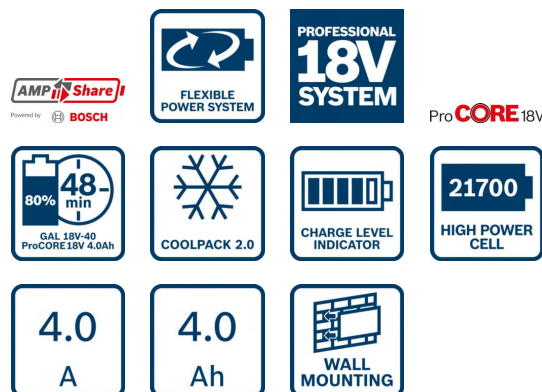 AMP Share
Powered by BOSCH
FLEXIBLE
POWER SYSTEM
PROFESSIONAL
18V
SYSTEM
ProCORE18V
80%
48
min
GAL 18V-40
ProCORE18V 4.0Ah
COOLPACK 2.0
CHARGE LEVEL
INDICATOR
21700
HIGH POWER
CELL
4.0
A
4.0
Ah
WALL
MOUNTING